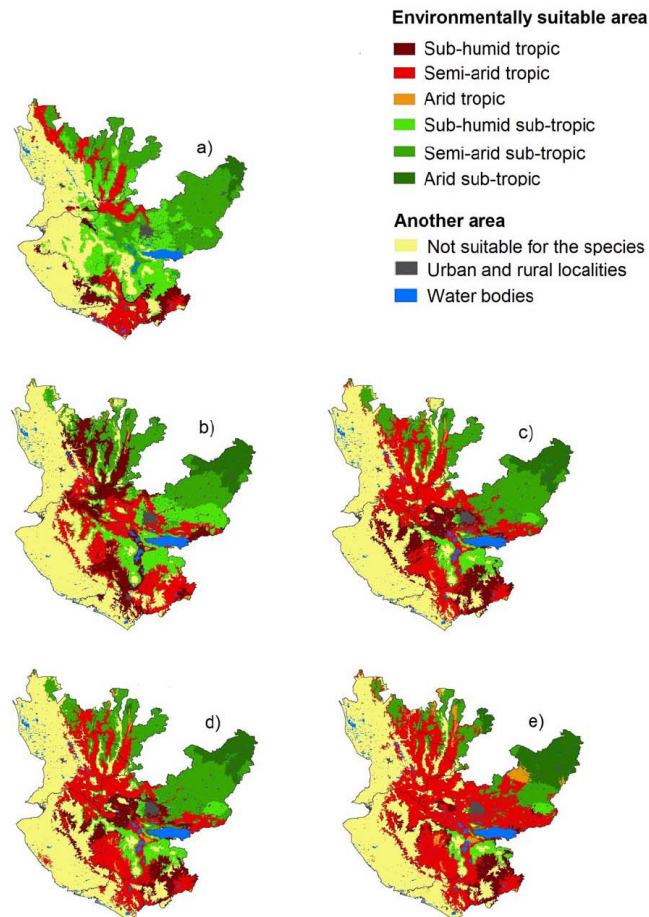 Environmentally suitable area
Sub-humid tropic
Semi-arid tropic
Arid tropic
Sub-humid sub-tropic
Semi-arid sub-tropic
Arid sub-tropic
Another area
Not suitable for the species
Urban and rural localities
Water bodies
a)
b)
c)
d)
e)